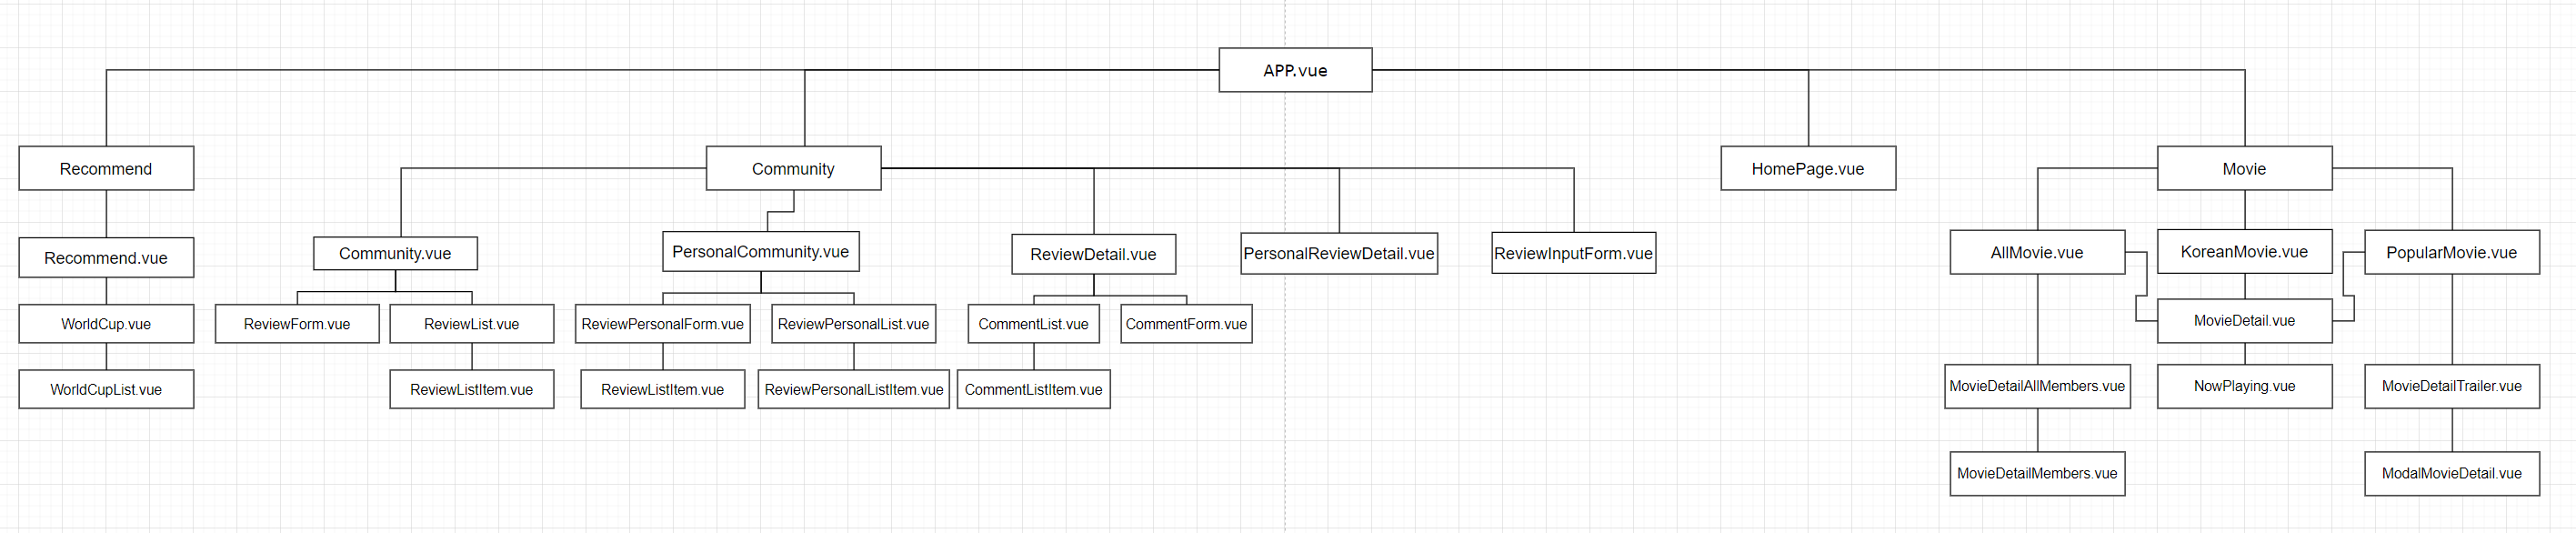 APP.vue
Recommend
Community
HomePage.vue
Movie
Recommend.vue
Community.vue
PersonalCommunity.vue
ReviewDetail.vue
PersonalReviewDetail.vue
ReviewInputForm.vue
AllMovie.vue
KoreanMovie.vue
PopularMovie.vue
WorldCup.vue
ReviewForm.vue
ReviewList.vue
ReviewPersonalForm.vue
ReviewPersonalList.vue
CommentList.vue
CommentForm.vue
MovieDetail.vue
WorldCupList.vue
ReviewListItem.vue
ReviewListItem.vue
ReviewPersonalListItem.vue
CommentListItem.vue
MovieDetailAllMembers.vue
NowPlaying.vue
MovieDetailTrailer.vue
MovieDetailMembers.vue
ModalMovieDetail.vue